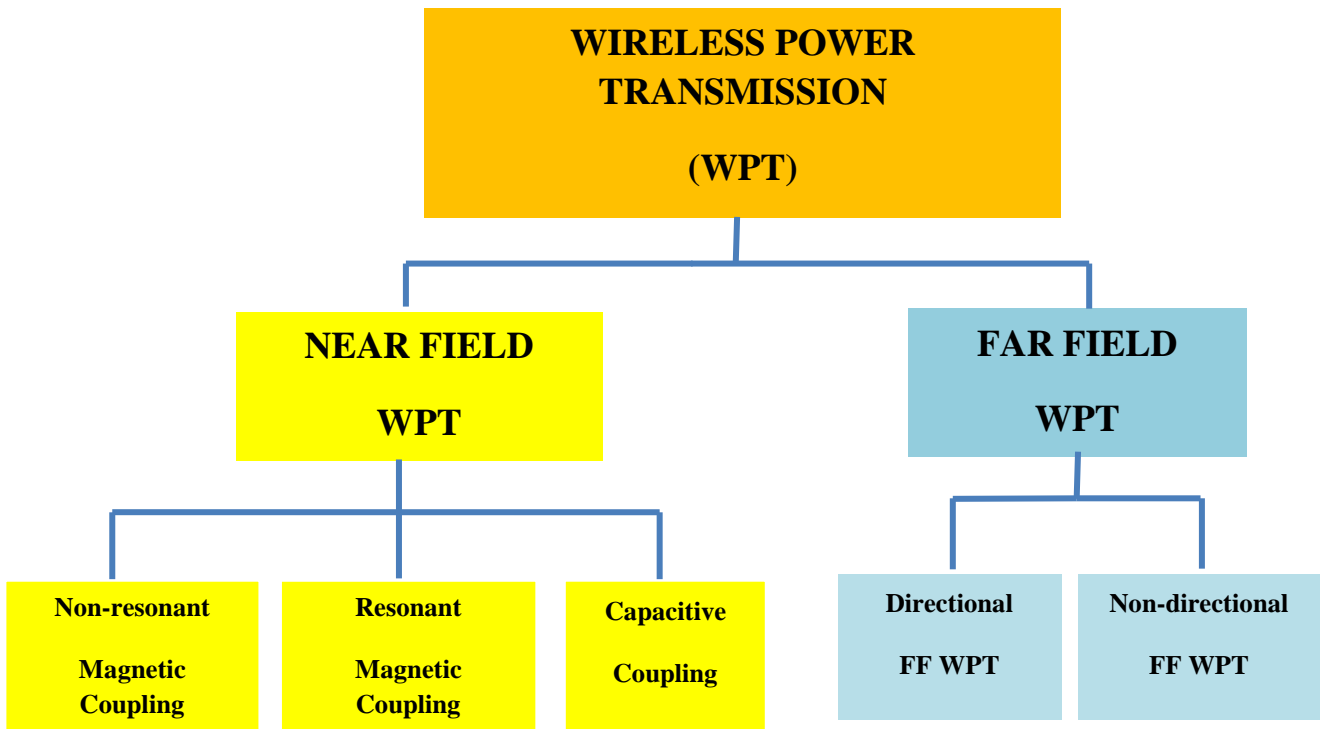 WIRELESS POWER
TRANSMISSION
(WPT)
NEAR FIELD
WPT
FAR FIELD
WPT
Non-resonant
Magnetic
Coupling
Resonant
Magnetic
Coupling
Capacitive
Coupling
Directional
FF WPT
Non-directional
FF WPT